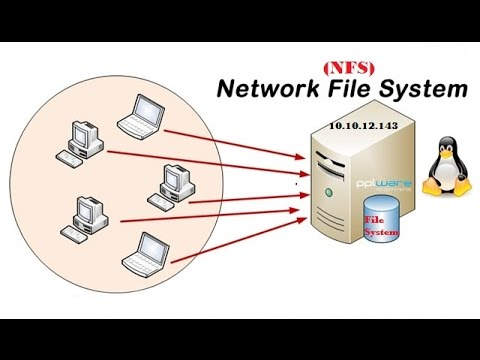 (NFS)
Network File System
10.10.12.143
pplware
File
System